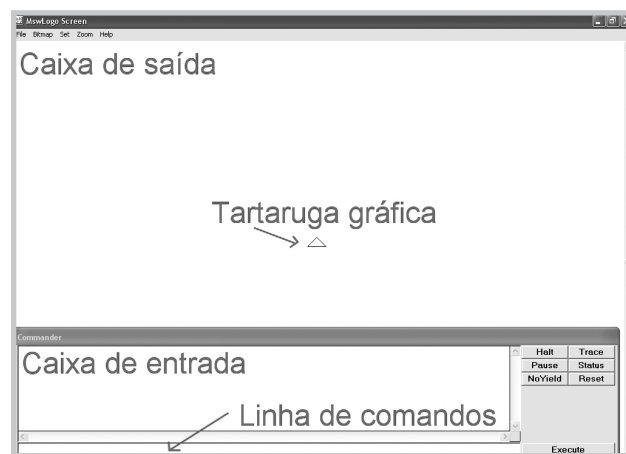 MswLogo Screen
File Bitmap Set Zoom Help
Caixa de saída
Tartaruga gráfica
Commander
Caixa de entrada
Halt Trace
Pause Status
NoYield Reset
Linha de comandos
Execute